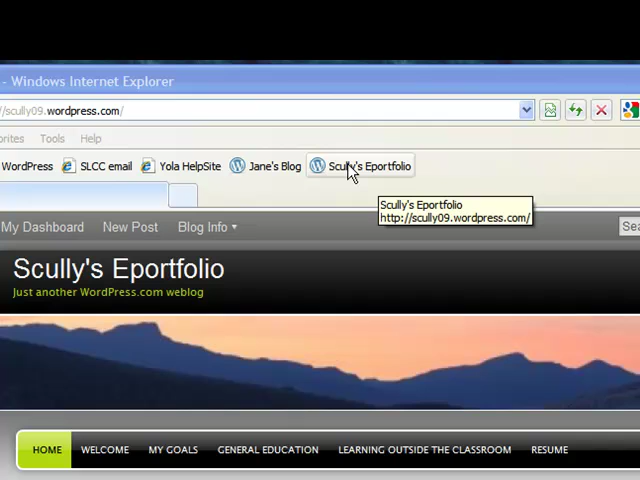 - Windows Internet Explorer
//scully09.wordpress.com/
Tools Help
WordPress SLCC email Yola HelpSite Jane's Blog Scully's Eportfolio
Scully's Eportfolio
http://scully09.wordpress.com/
My Dashboard New Post Blog Info
Scully's Eportfolio
Just another WordPress.com weblog
HOME WELCOME MY GOALS GENERAL EDUCATION LEARNING OUTSIDE THE CLASSROOM RESUME